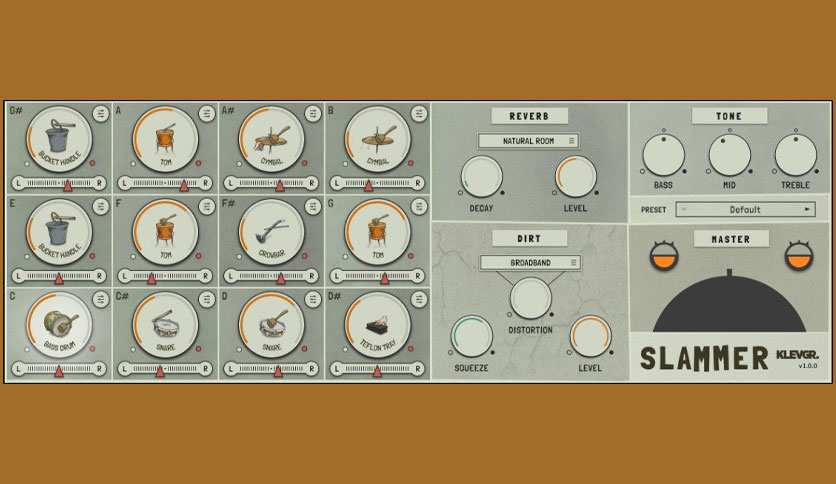 G#
BUCKET HANDLE
L R
A
TOM
L R
A#
CYMBAL
L R
B
CYMBAL
L R
E
BUCKET HANDLE
L R
F
TOM
L R
F#
CROWBAR
L R
G
TOM
L R
C
BASS DRUM
L R
C#
SNARE
L R
D
SNARE
L R
D#
TEFLON TRAY
L R
REVERB
NATURAL ROOM
DECAY LEVEL
DIRT
BROADBAND
DISTORTION
SQUEEZE LEVEL
TONE
BASS MID TREBLE
PRESET Default
MASTER
SLAMMER KLEVGR.
v1.0.0